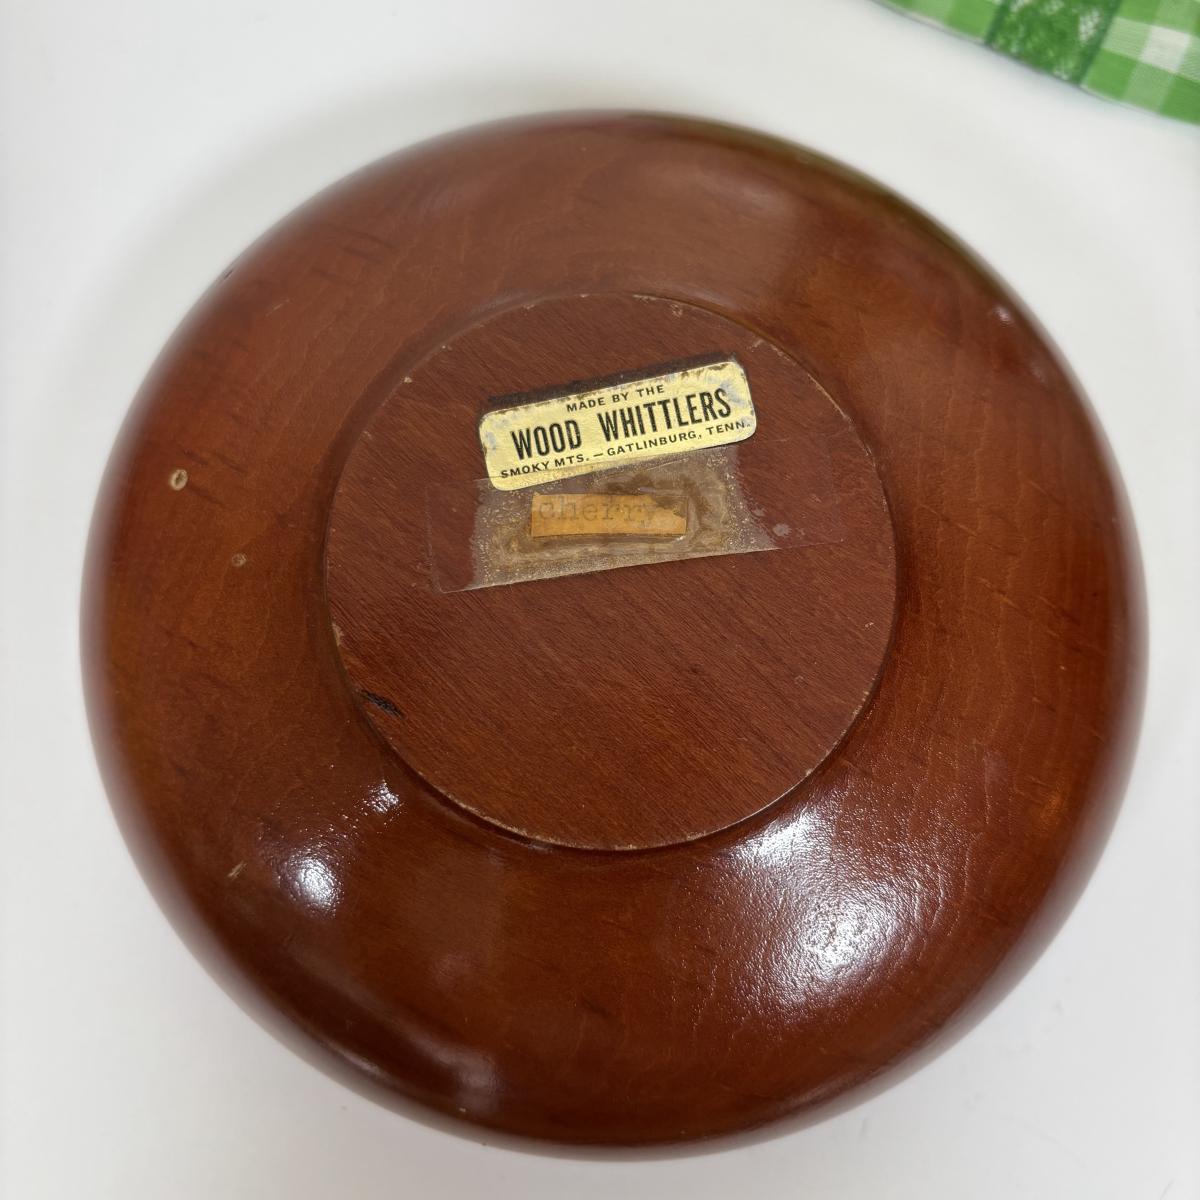 MADE BY THE
WOOD WHITTLERS
SMOKY MTS. — GATLINBURG, TENN.
cherry